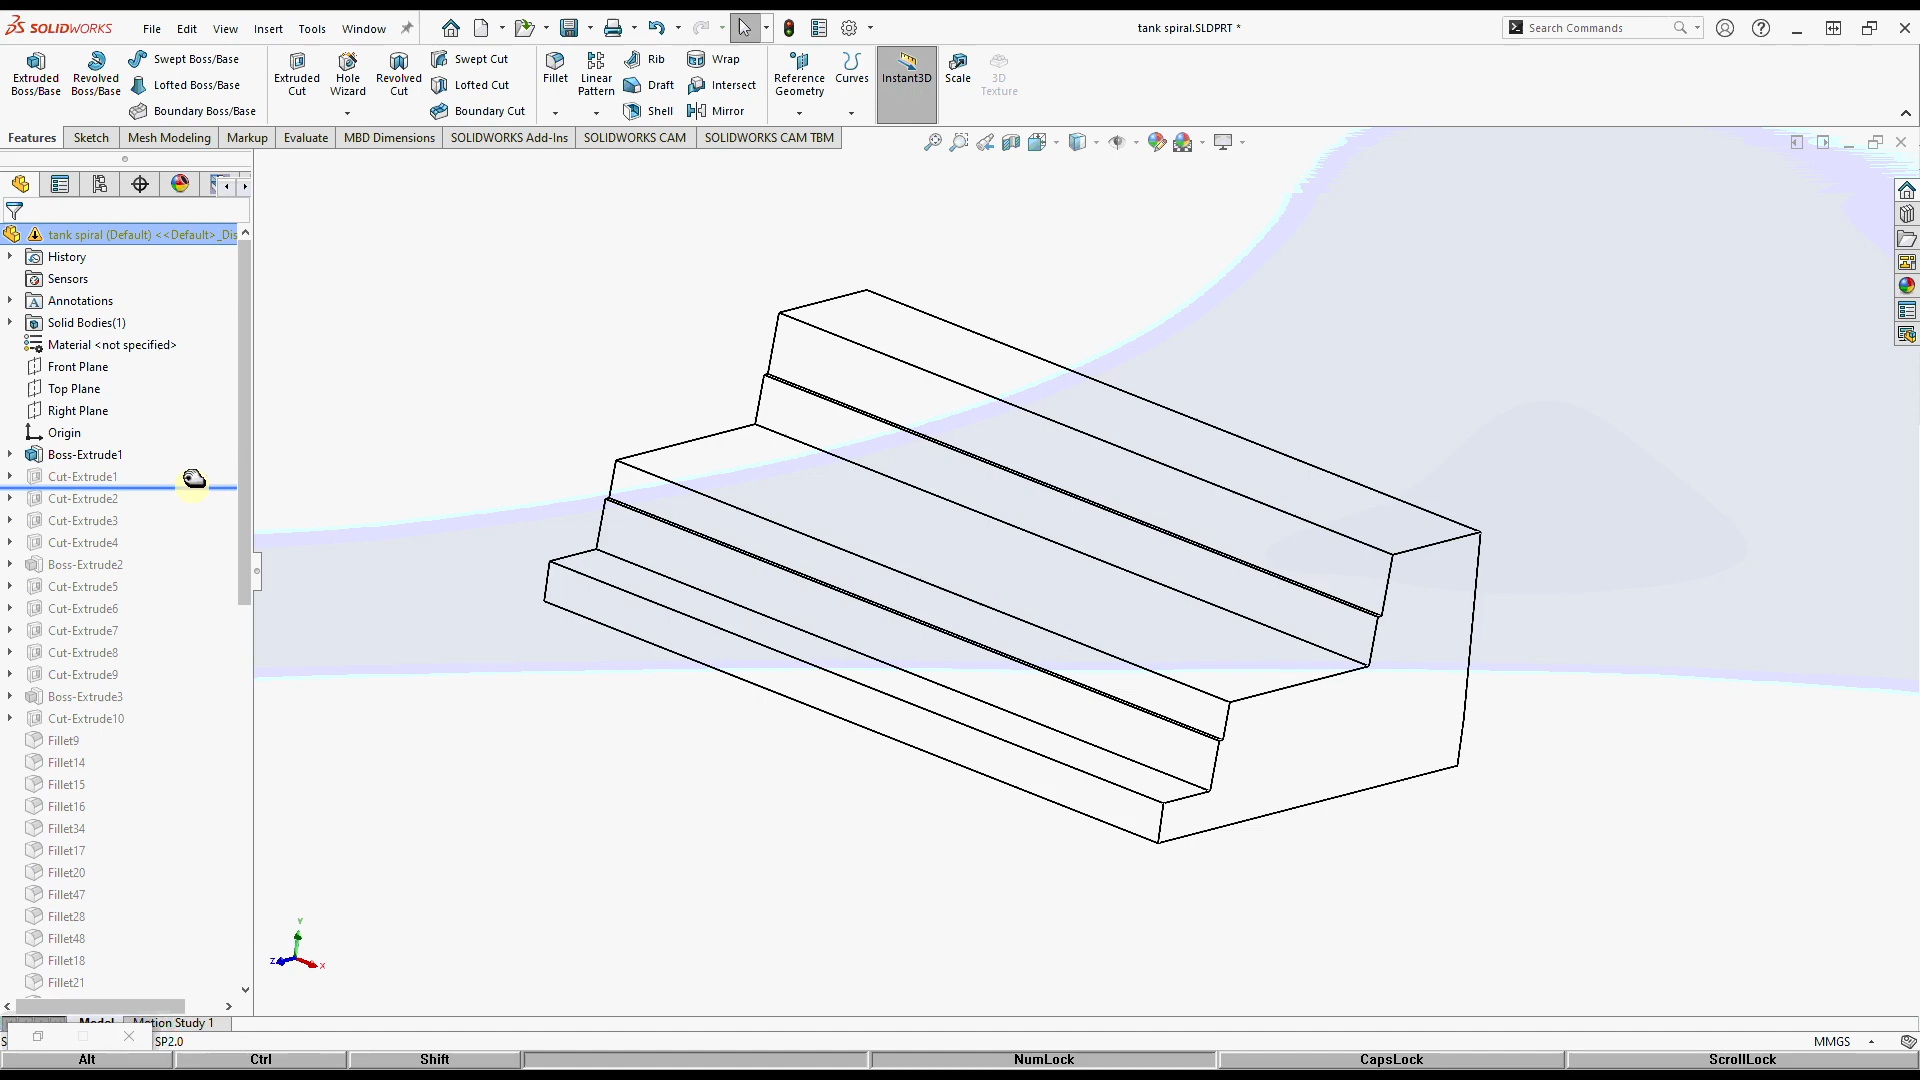 SOLIDWORKS File Edit View Insert Tools Window tank spiral.SLDPRT * Search Commands
Extruded Boss/Base
Revolved Boss/Base
Swept Boss/Base
Lofted Boss/Base
Boundary Boss/Base
Extruded Cut
Hole Wizard
Revolved Cut
Swept Cut
Lofted Cut
Boundary Cut
Fillet
Linear Pattern
Rib
Draft
Shell
Wrap
Intersect
Mirror
Reference Geometry
Curves
Instant3D
Scale
3D Texture
Features Sketch Mesh Modeling Markup Evaluate MBD Dimensions SOLIDWORKS Add-Ins SOLIDWORKS CAM SOLIDWORKS CAM TBM
tank spiral (Default) <<Default>_Dis
History
Sensors
Annotations
Solid Bodies(1)
Material <not specified>
Front Plane
Top Plane
Right Plane
Origin
Boss-Extrude1
Cut-Extrude1
Cut-Extrude2
Cut-Extrude3
Cut-Extrude4
Boss-Extrude2
Cut-Extrude5
Cut-Extrude6
Cut-Extrude7
Cut-Extrude8
Cut-Extrude9
Boss-Extrude3
Cut-Extrude10
Fillet9
Fillet14
Fillet15
Fillet16
Fillet34
Fillet17
Fillet20
Fillet47
Fillet28
Fillet48
Fillet18
Fillet21
Y
Z
X
Model Motion Study 1
S SP2.0 MMGS
Alt Ctrl Shift NumLock CapsLock ScrollLock